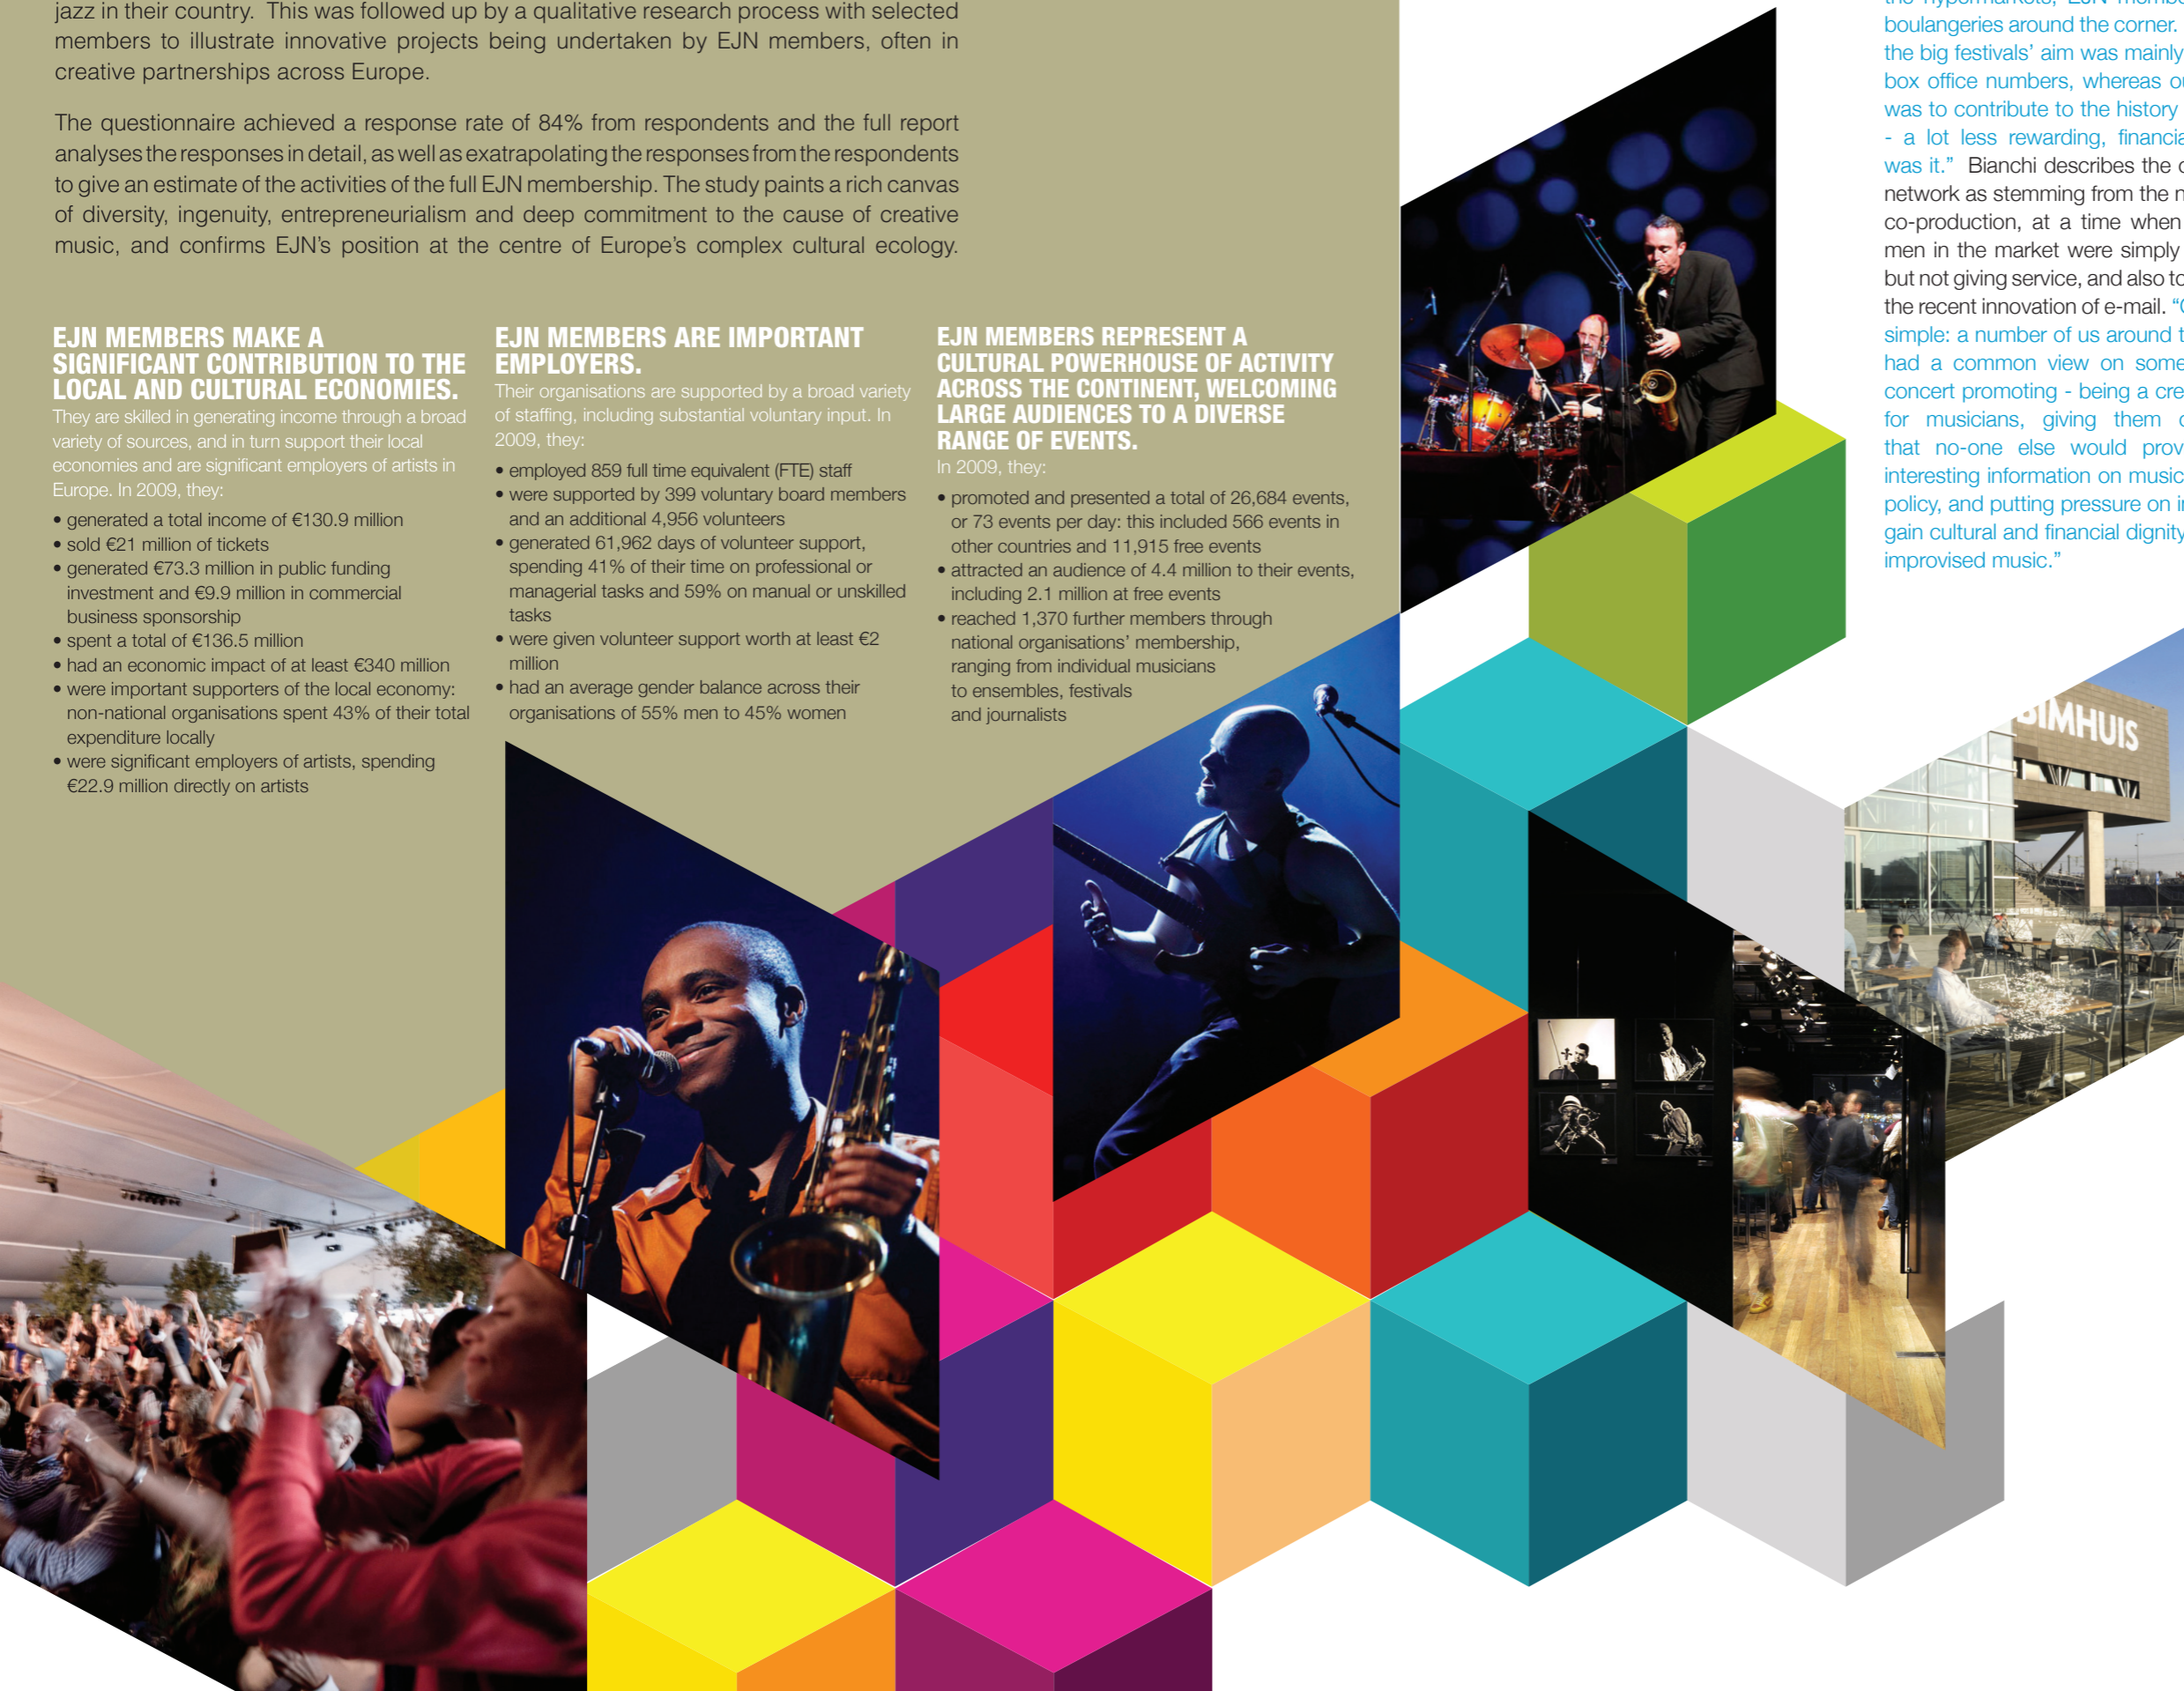 jazz in their country. This was followed up by a qualitative research process with selected
members to illustrate innovative projects being undertaken by EJN members, often in
creative partnerships across Europe.
The questionnaire achieved a response rate of 84% from respondents and the full report
analyses the responses in detail, as well as exatrapolating the responses from the respondents
to give an estimate of the activities of the full EJN membership. The study paints a rich canvas
of diversity, ingenuity, entrepreneurialism and deep commitment to the cause of creative
music, and confirms EJN’s position at the centre of Europe’s complex cultural ecology.
EJN MEMBERS MAKE A
SIGNIFICANT CONTRIBUTION TO THE
LOCAL AND CULTURAL ECONOMIES.
They are skilled in generating income through a broad
variety of sources, and in turn support their local
economies and are significant employers of artists in
Europe. In 2009, they:
• generated a total income of €130.9 million
• sold €21 million of tickets
• generated €73.3 million in public funding
investment and €9.9 million in commercial
business sponsorship
• spent a total of €136.5 million
• had an economic impact of at least €340 million
• were important supporters of the local economy:
non-national organisations spent 43% of their total
expenditure locally
• were significant employers of artists, spending
€22.9 million directly on artists
EJN MEMBERS ARE IMPORTANT
EMPLOYERS.
Their organisations are supported by a broad variety
of staffing, including substantial voluntary input. In
2009, they:
• employed 859 full time equivalent (FTE) staff
• were supported by 399 voluntary board members
and an additional 4,956 volunteers
• generated 61,962 days of volunteer support,
spending 41% of their time on professional or
managerial tasks and 59% on manual or unskilled
tasks
• were given volunteer support worth at least €2
million
• had an average gender balance across their
organisations of 55% men to 45% women
EJN MEMBERS REPRESENT A
CULTURAL POWERHOUSE OF ACTIVITY
ACROSS THE CONTINENT, WELCOMING
LARGE AUDIENCES TO A DIVERSE
RANGE OF EVENTS.
In 2009, they:
• promoted and presented a total of 26,684 events,
or 73 events per day: this included 566 events in
other countries and 11,915 free events
• attracted an audience of 4.4 million to their events,
including 2.1 million at free events
• reached 1,370 further members through
national organisations’ membership,
ranging from individual musicians
to ensembles, festivals
and journalists
the hypermarkets, EJN
boulangeries around the corner.
the big festivals’ aim was mainly
box office numbers, whereas
was to contribute to the history
- a lot less rewarding,
was it.” Bianchi describes the
network as stemming from the
co-production, at a time when
men in the market were simply
but not giving service, and also
the recent innovation of e-mail.
simple: a number of us around
had a common view on
concert promoting - being a
for musicians, giving them
that no-one else would
interesting information on
policy, and putting pressure on
gain cultural and financial dignity
improvised music.”
BIMHUIS